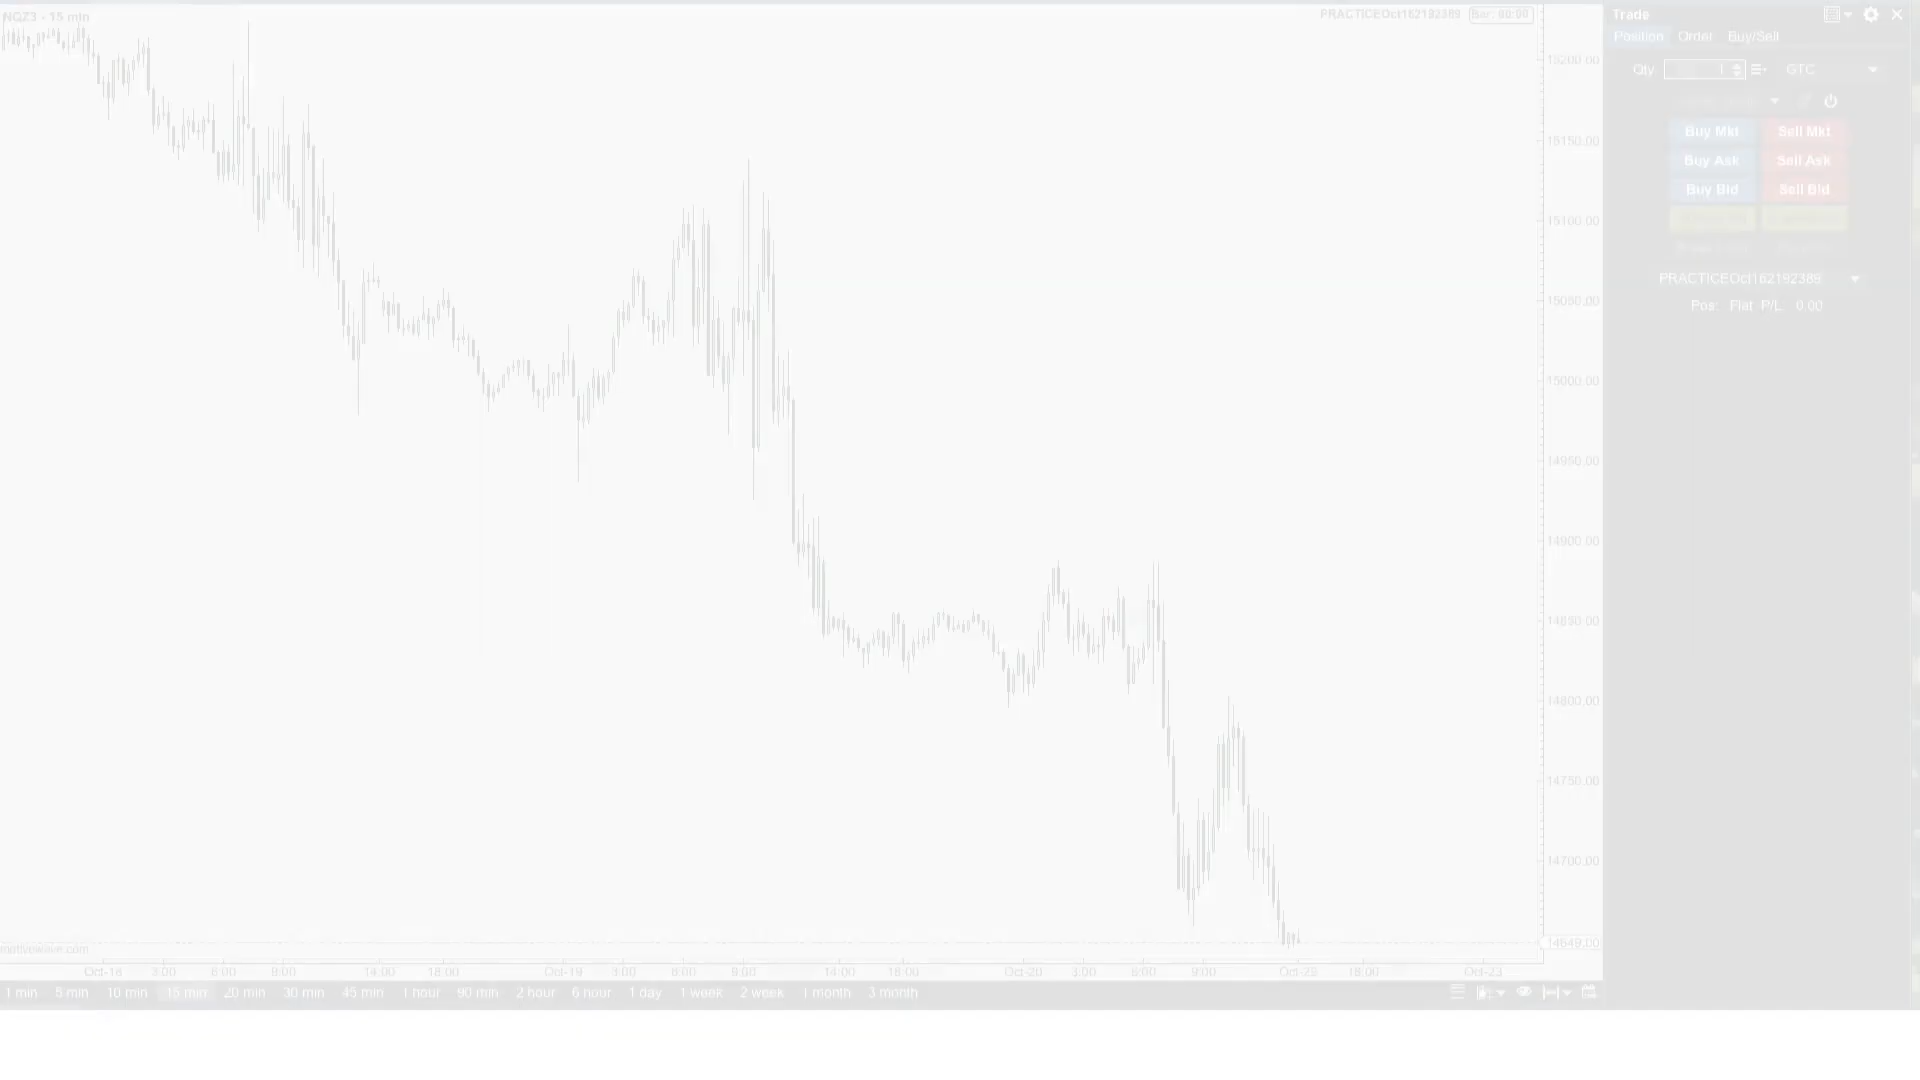 NQZ3 - 15 min
PRACTICEOct162192389 Bar: 00:00
15200.00
15150.00
15100.00
15050.00
15000.00
14950.00
14900.00
14850.00
14800.00
14750.00
14700.00
14649.00
motivewave.com
Oct-18 3:00 6:00 9:00 14:00 18:00 Oct-19 3:00 6:00 9:00 14:00 18:00 Oct-20 3:00 6:00 9:00 Oct-22 18:00 Oct-23
1 min 5 min 10 min 15 min 20 min 30 min 45 min 1 hour 90 min 2 hour 6 hour 1 day 1 week 2 week 1 month 3 month
Trade
Position Order Buy/Sell
Qty 1 GTC
Buy Mkt Sell Mkt
Buy Ask Sell Ask
Buy Bid Sell Bid
PRACTICEOct162192389
Pos: Flat P/L: 0.00